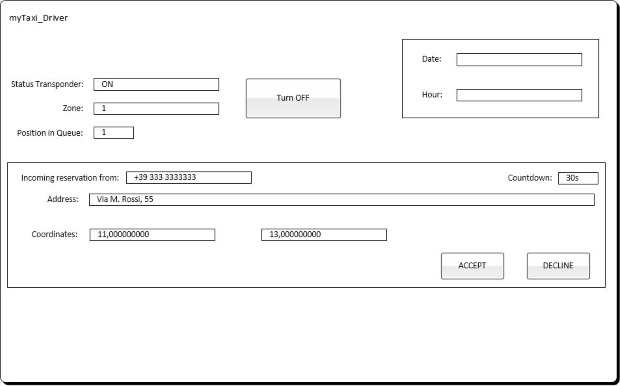 myTaxi_Driver
Date:
Status Transponder: ON
Turn OFF
Hour:
Zone: 1
Position in Queue: 1
Incoming reservation from: +39 333 3333333
Countdown: 30s
Address: Via M. Rossi, 55
Coordinates: 11,000000000 13,000000000
ACCEPT DECLINE